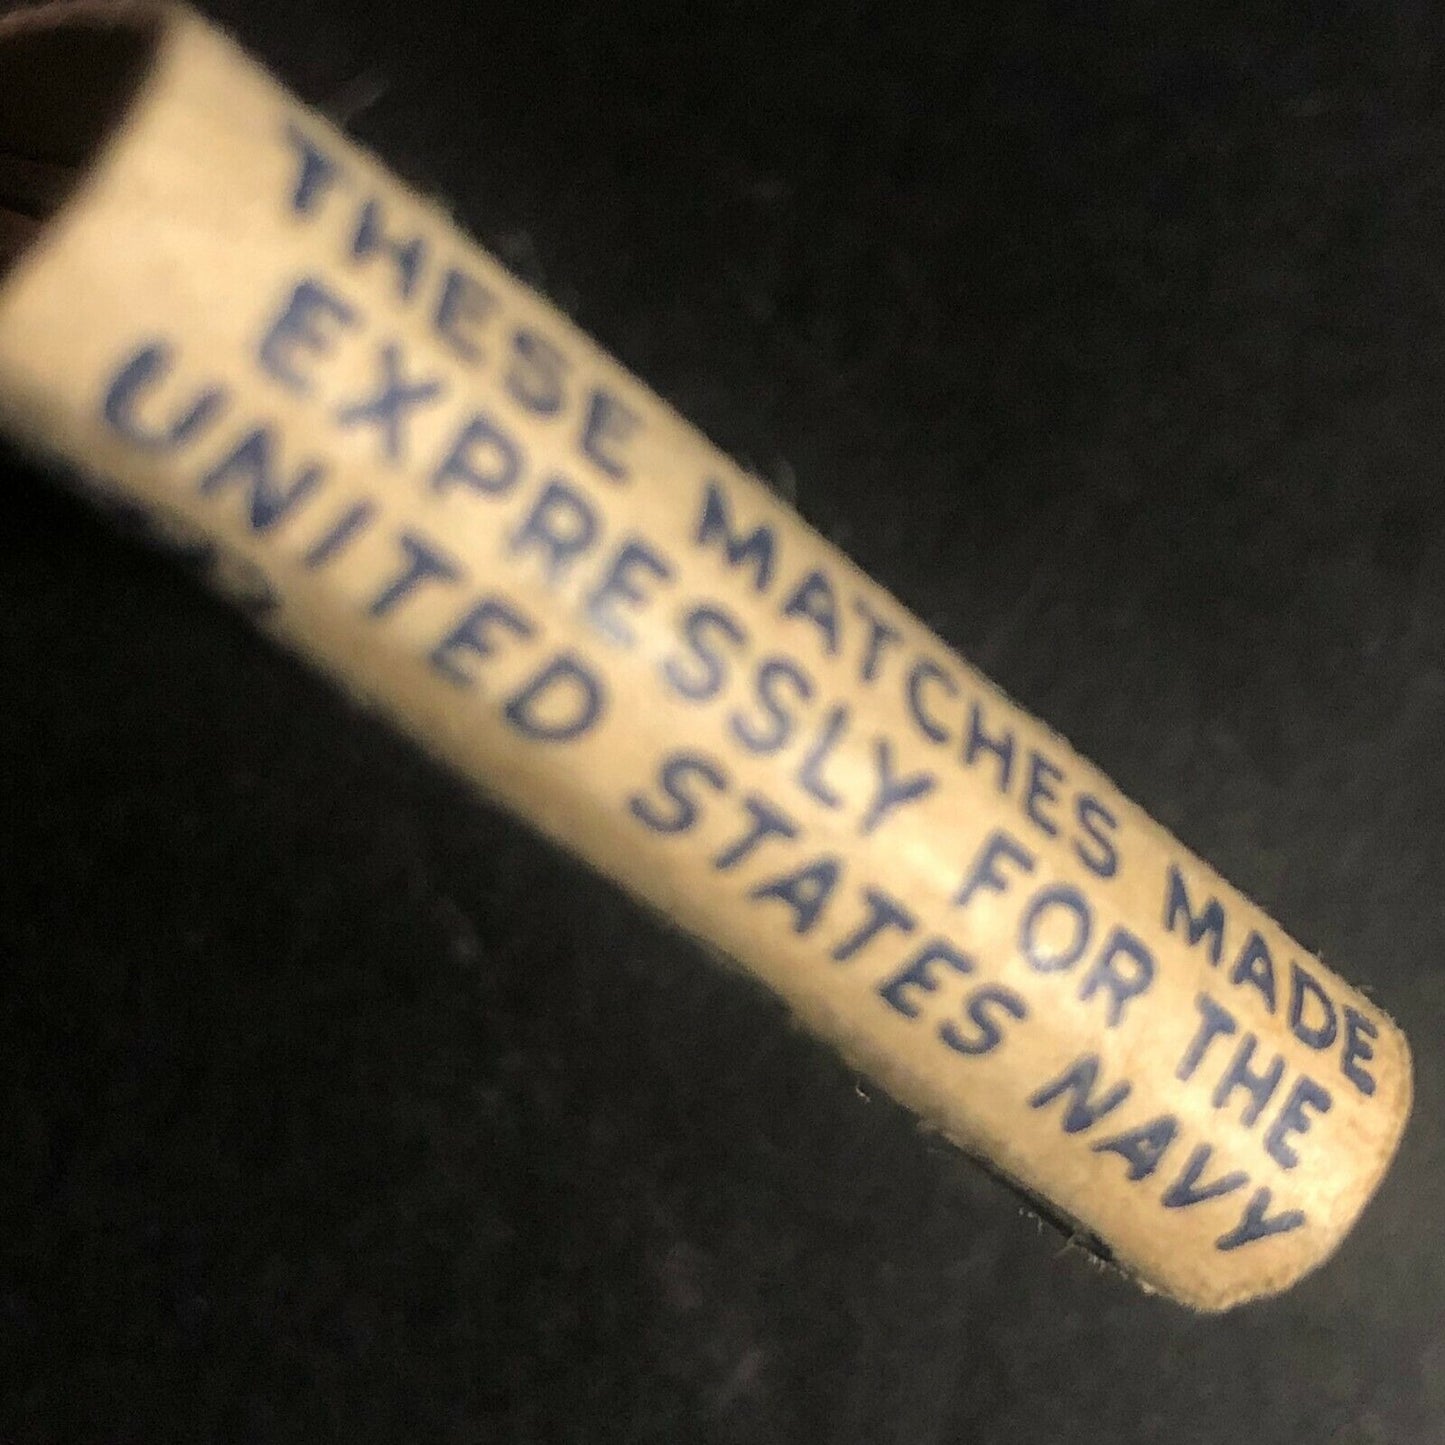 THESE MATCHES MADE
EXPRESSLY FOR THE
UNITED STATES NAVY